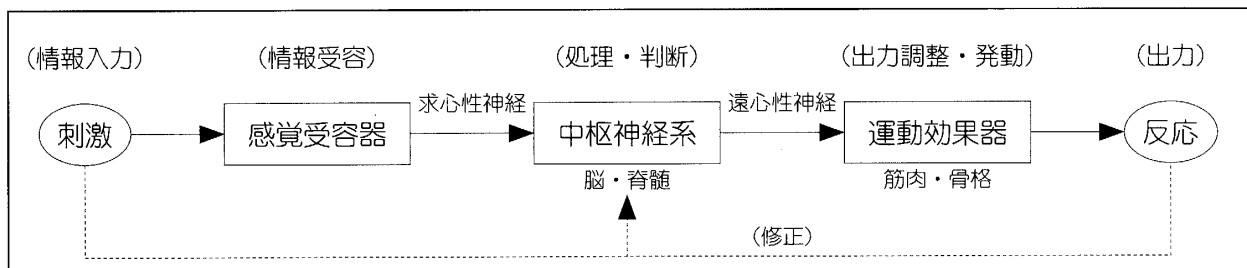 (情報入力) (情報受容) (処理・判断) (出力調整・発動) (出力)
求心性神経 遠心性神経
刺激 感覚受容器 中枢神経系 運動効果器 反応
脳・脊髄 筋肉・骨格
(修正)